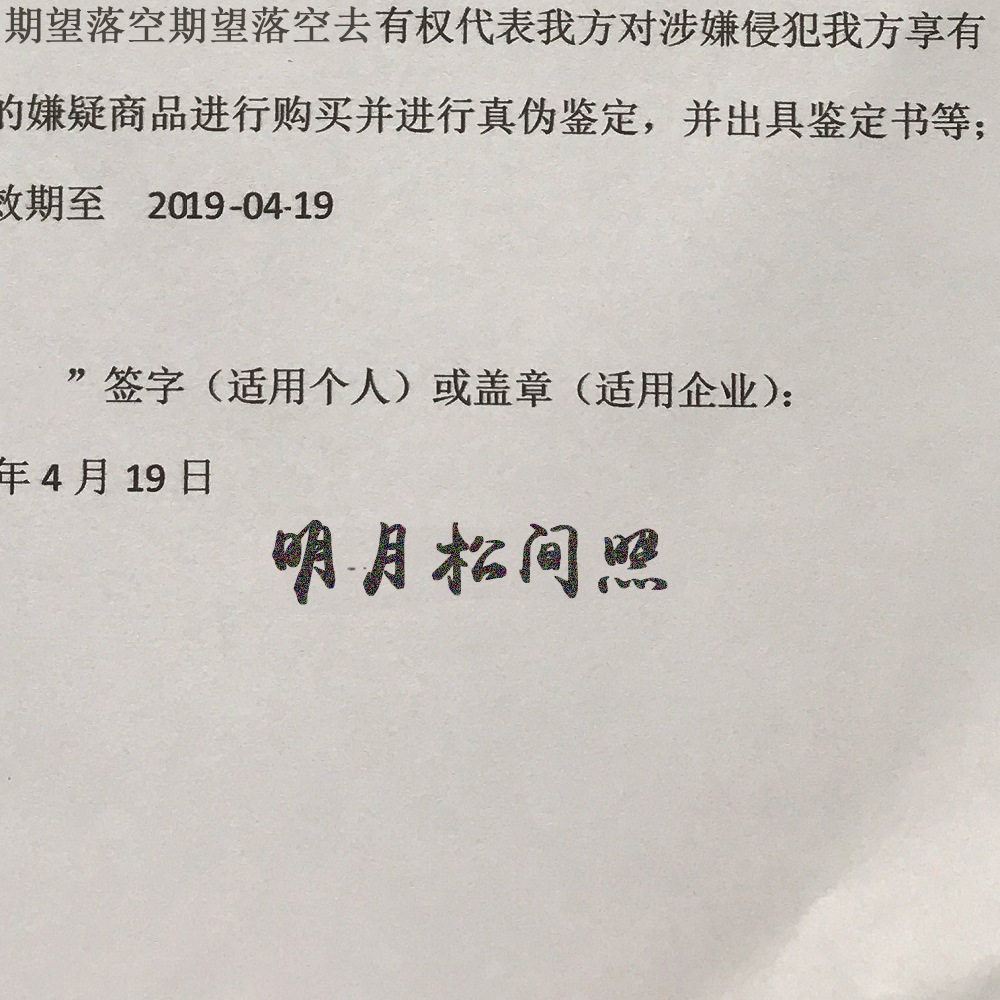 期望落空期望落空去有权代表我方对涉嫌侵犯我方享有
的嫌疑商品进行购买并进行真伪鉴定，并出具鉴定书等；
效期至 2019-04-19
”签字（适用个人）或盖章（适用企业）：
年 4 月 19 日
明月松间照